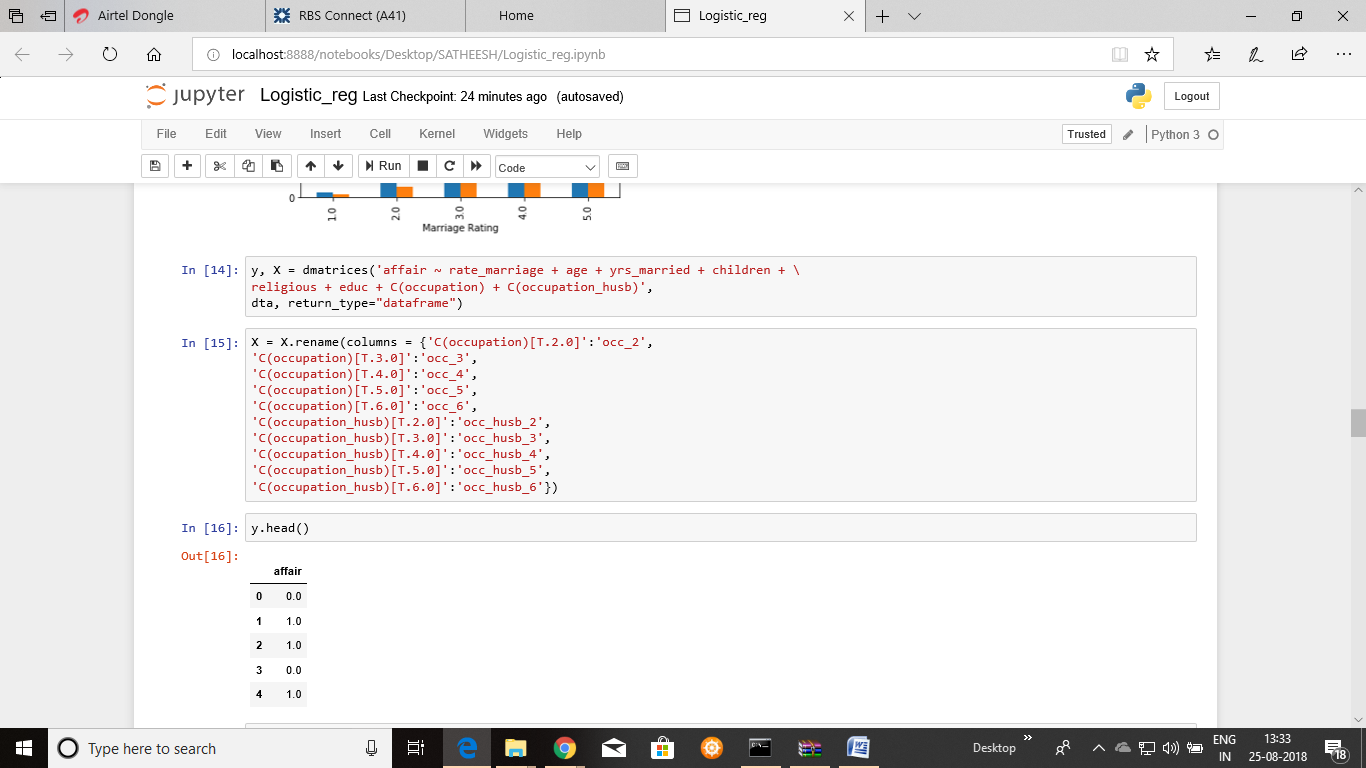 Airtel Dongle
RBS Connect (A41)
Home
Logistic_reg
localhost:8888/notebooks/Desktop/SATHEESH/Logistic_reg.ipynb
jupyter Logistic_reg Last Checkpoint: 24 minutes ago (autosaved)
Logout
File Edit View Insert Cell Kernel Widgets Help
Trusted
Python 3
Run
Code
0
1.0 2.0 3.0 4.0 5.0
Marriage Rating
In [14]: y, X = dmatrices('affair ~ rate_marriage + age + yrs_married + children + \
religious + educ + C(occupation) + C(occupation_husb)',
dta, return_type="dataframe")
In [15]: X = X.rename(columns = {'C(occupation)[T.2.0]':'occ_2',
'C(occupation)[T.3.0]':'occ_3',
'C(occupation)[T.4.0]':'occ_4',
'C(occupation)[T.5.0]':'occ_5',
'C(occupation)[T.6.0]':'occ_6',
'C(occupation_husb)[T.2.0]':'occ_husb_2',
'C(occupation_husb)[T.3.0]':'occ_husb_3',
'C(occupation_husb)[T.4.0]':'occ_husb_4',
'C(occupation_husb)[T.5.0]':'occ_husb_5',
'C(occupation_husb)[T.6.0]':'occ_husb_6'})
In [16]: y.head()
Out[16]:
affair
0 0.0
1 1.0
2 1.0
3 0.0
4 1.0
Type here to search
Desktop
ENG
IN
13:33
25-08-2018
18